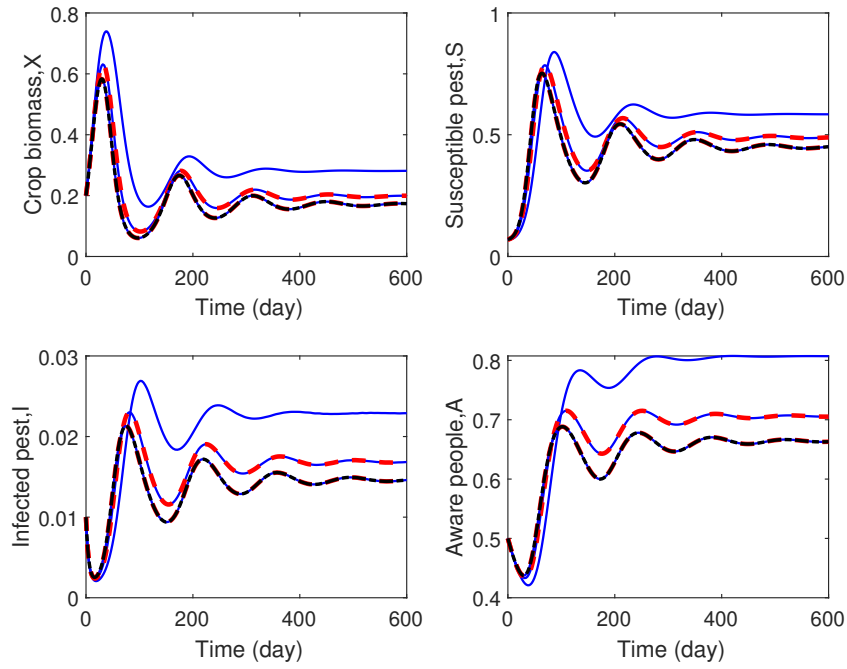 0.8
0.6
0.4
0.2
0
Crop biomass,X
0 200 400 600
Time (day)
1
0.5
0
Susceptible pest,S
0 200 400 600
Time (day)
0.03
0.02
0.01
0
Infected pest,I
0 200 400 600
Time (day)
0.8
0.7
0.6
0.5
0.4
Aware people,A
0 200 400 600
Time (day)